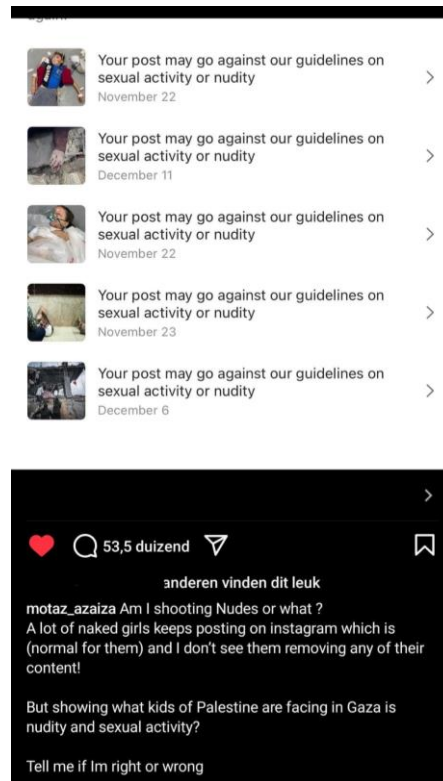 Your post may go against our guidelines on
sexual activity or nudity
November 22
Your post may go against our guidelines on
sexual activity or nudity
December 11
Your post may go against our guidelines on
sexual activity or nudity
November 22
Your post may go against our guidelines on
sexual activity or nudity
November 23
Your post may go against our guidelines on
sexual activity or nudity
December 6
53,5 duizend
anderen vinden dit leuk
motaz_azaiza Am I shooting Nudes or what ?
A lot of naked girls keeps posting on instagram which is
(normal for them) and I don't see them removing any of their
content!
But showing what kids of Palestine are facing in Gaza is
nudity and sexual activity?
Tell me if Im right or wrong